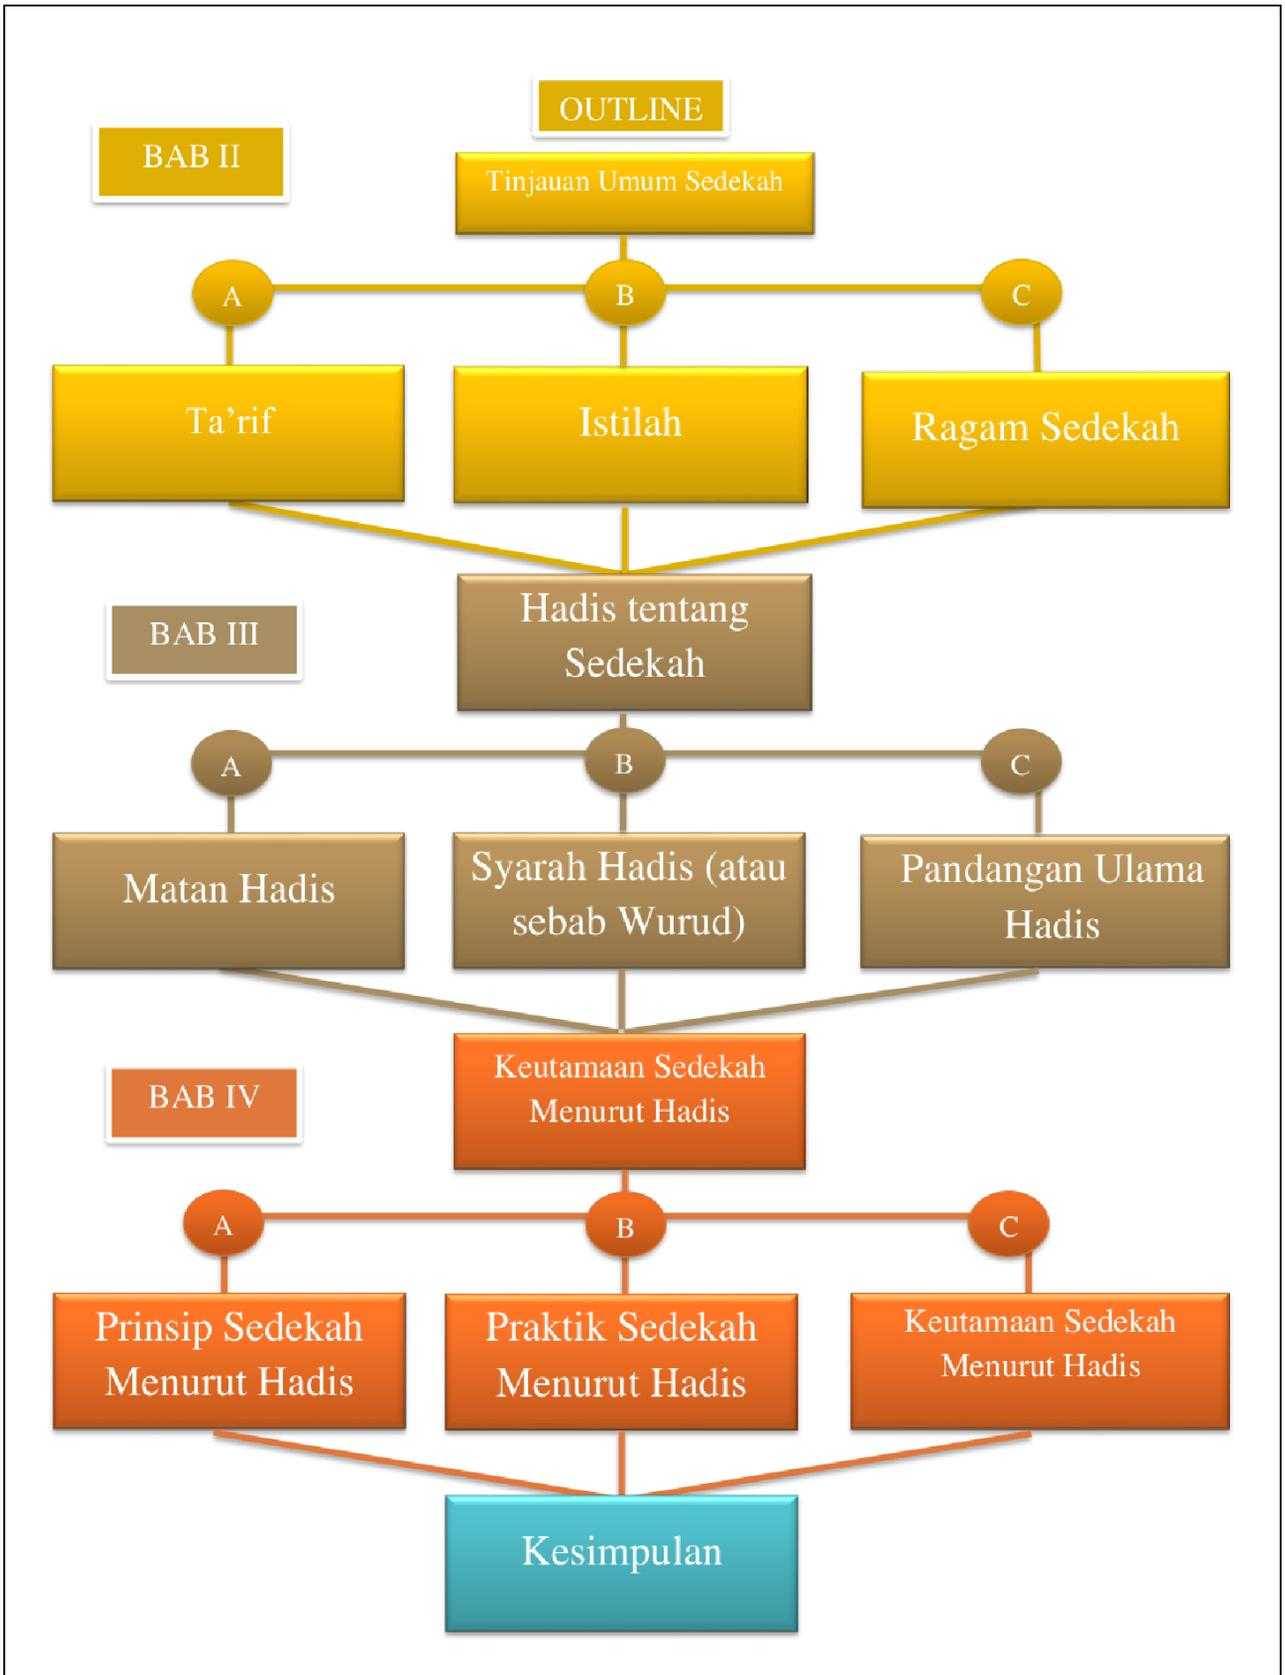 OUTLINE
BAB II
Tinjauan Umum Sedekah
A
B
C
Ta’rif
Istilah
Ragam Sedekah
BAB III
Hadis tentang
Sedekah
A
B
C
Matan Hadis
Syarah Hadis (atau
sebab Wurud)
Pandangan Ulama
Hadis
BAB IV
Keutamaan Sedekah
Menurut Hadis
A
B
C
Prinsip Sedekah
Menurut Hadis
Praktik Sedekah
Menurut Hadis
Keutamaan Sedekah
Menurut Hadis
Kesimpulan